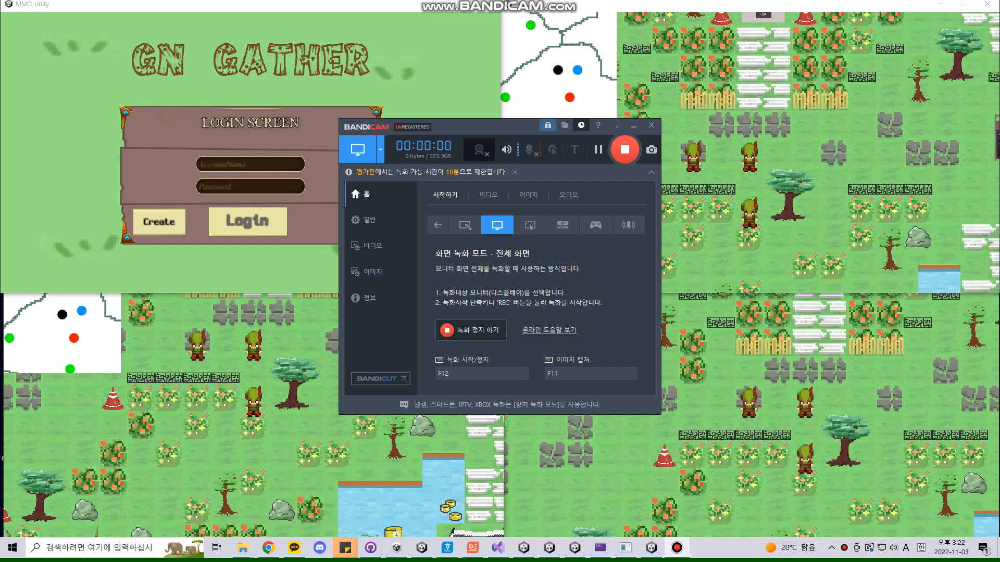 MMO_Unity
www.BANDICAM.com
GN GATHER
LOGIN SCREEN
AccountName
Password
Create
Login
BANDICAM UNREGISTERED
00:00:00
0 bytes / 223.2GB
평가판에서는 녹화 가능 시간이 10분으로 제한됩니다.
홈
일반
비디오
이미지
정보
BANDICUT
시작하기
비디오
이미지
오디오
HDMI
화면 녹화 모드 - 전체 화면
모니터 화면 전체를 녹화할 때 사용하는 방식입니다.
1. 녹화대상 모니터(디스플레이)를 선택합니다.
2. 녹화시작 단축키나 'REC' 버튼을 눌러 녹화를 시작합니다.
녹화 정지 하기
온라인 도움말 보기
녹화 시작/정지
이미지 캡처
F12
F11
웹캠, 스마트폰, IPTV, XBOX 녹화는 [장치 녹화 모드]를 사용합니다.
검색하려면 여기에 입력하십시
TALK
20°C 맑음
A
한
오후 3:22
2022-11-03
1